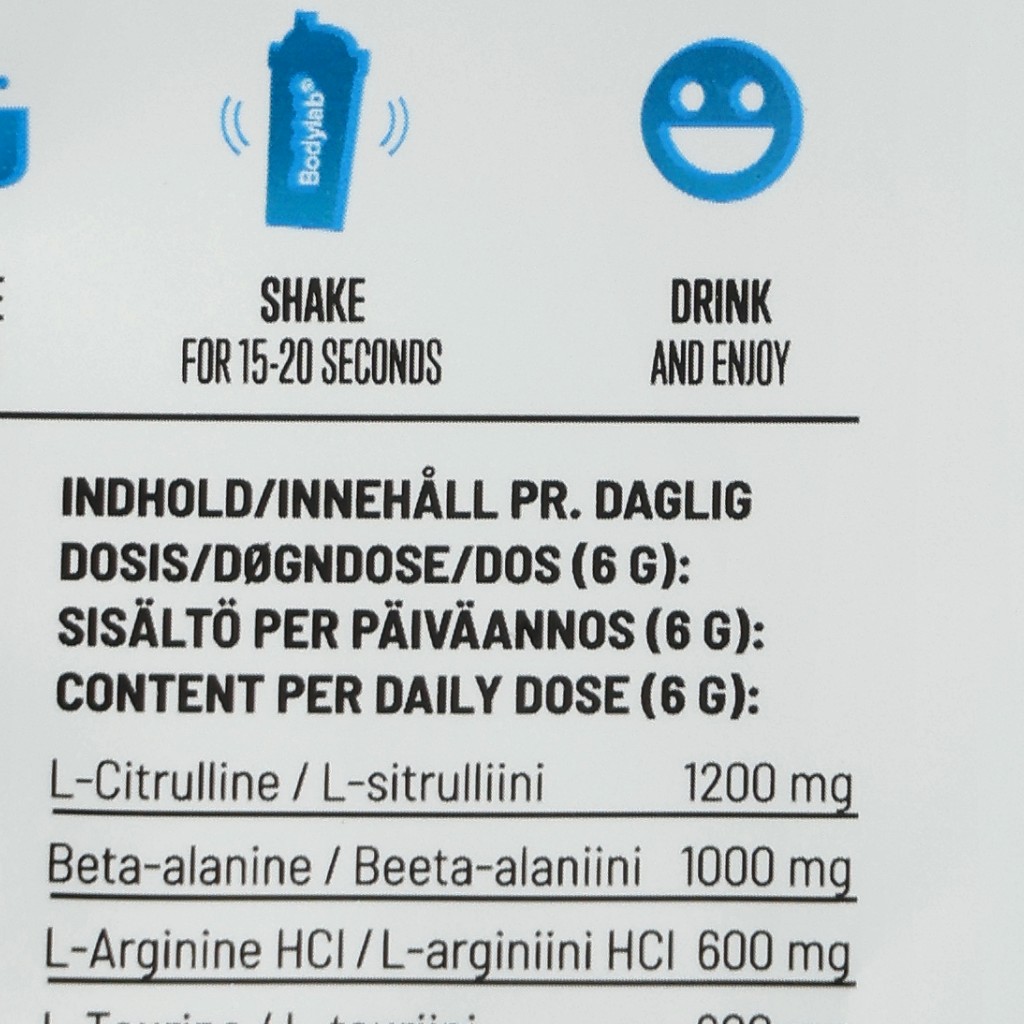 Bodylab®
SHAKE
FOR 15-20 SECONDS
DRINK
AND ENJOY
INDHOLD/INNEHÅLL PR. DAGLIG
DOSIS/DØGNDOSE/DOS (6 G):
SISÄLTÖ PER PÄIVÄANNOS (6 G):
CONTENT PER DAILY DOSE (6 G):
L-Citrulline / L-sitrulliini 1200 mg
Beta-alanine / Beeta-alaniini 1000 mg
L-Arginine HCl / L-arginiini HCl 600 mg